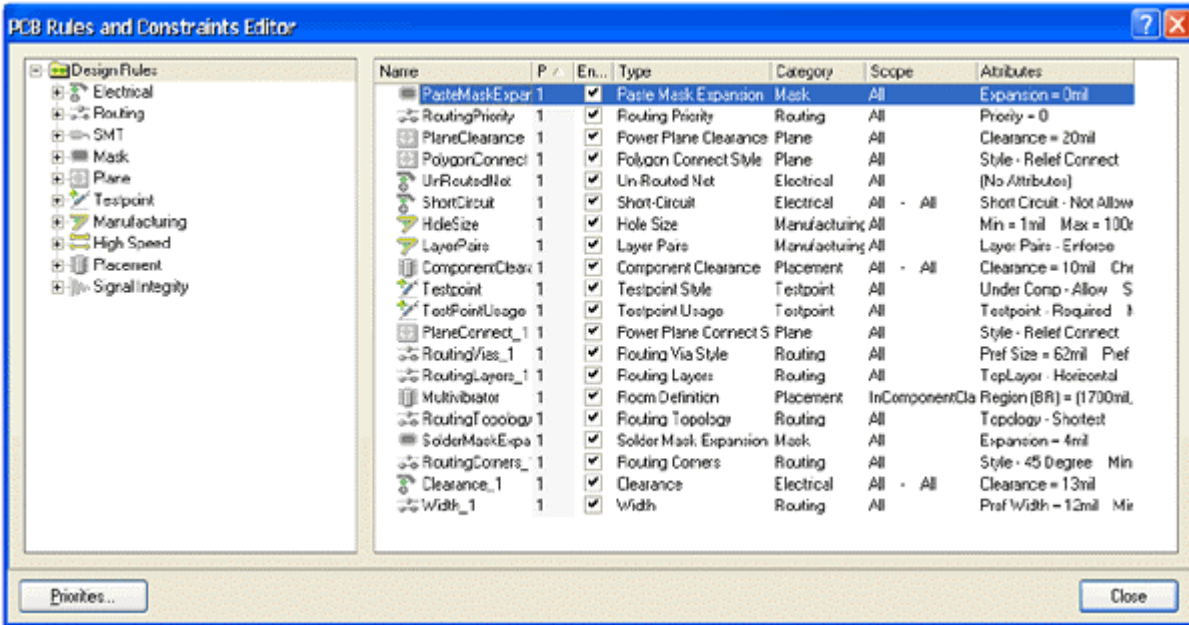 PCB Rules and Constraints Editor
Design Rules
Electrical
Routing
SMT
Mask
Plane
Testpoint
Manufacturing
High Speed
Placement
Signal Integrity
Name P En... Type Category Scope Attributes
PasteMaskExpar 1 Paste Mask Expansion Mask All Expansion = 0mil
RoutingPriority 1 Routing Priority Routing All Priority = 0
PlaneClearance 1 Power Plane Clearance Plane All Clearance = 20mil
PolygonConnect 1 Polygon Connect Style Plane All Style - Relief Connect
UnRoutedNet 1 Un-Routed Net Electrical All (No Attributes)
ShortCircuit 1 Short-Circuit Electrical All - All Short Circuit - Not Allowe
HoleSize 1 Hole Size Manufacturing All Min = 1mil Max = 100r
LayerPairs 1 Layer Pairs Manufacturing All Layer Pairs - Enforce
ComponentClear 1 Component Clearance Placement All - All Clearance = 10mil Che
Testpoint 1 Testpoint Style Testpoint All Under Comp - Allow S
TestPointUsage 1 Testpoint Usage Testpoint All Testpoint - Required
PlaneConnect_1 1 Power Plane Connect S Plane All Style - Relief Connect
RoutingVias_1 1 Routing Via Style Routing All Pref Size = 62mil Pref
RoutingLayers_1 1 Routing Layers Routing All TopLayer - Horizontal
Multivibrator 1 Room Definition Placement InComponentCla Region (BR) = (1700mil,
RoutingTopology 1 Routing Topology Routing All Topology - Shortest
SolderMaskExpa 1 Solder Mask Expansion Mask All Expansion = 4mil
RoutingCorners_ 1 Routing Corners Routing All Style - 45 Degree Min
Clearance_1 1 Clearance Electrical All - All Clearance = 13mil
Width_1 1 Width Routing All Pref Width = 12mil Mir
Priorities... Close